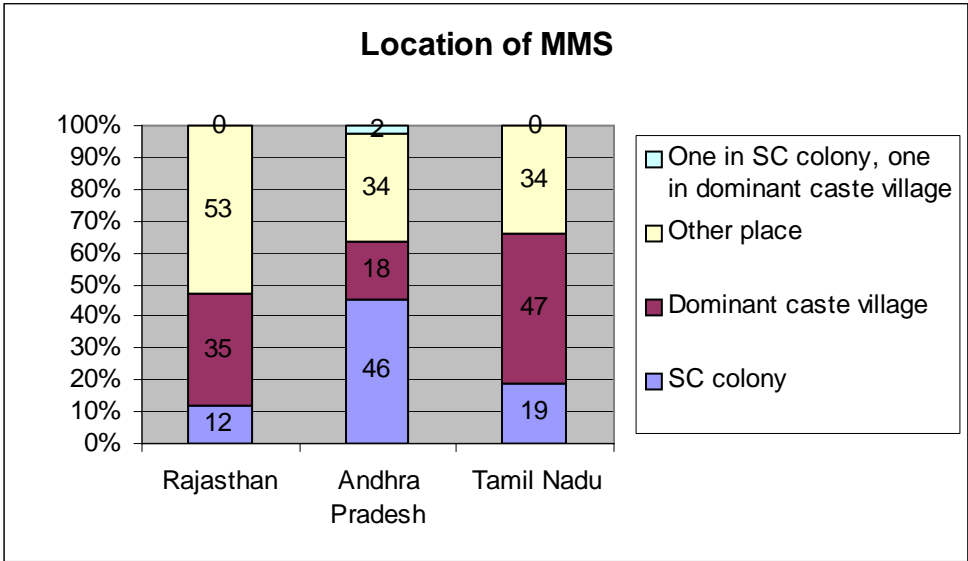 Location of MMS
100%
90%
80%
70%
60%
50%
40%
30%
20%
10%
0%
0
53
35
12
2
34
18
46
0
34
47
19
Rajasthan
Andhra
Pradesh
Tamil Nadu
One in SC colony, one
in dominant caste village
Other place
Dominant caste village
SC colony